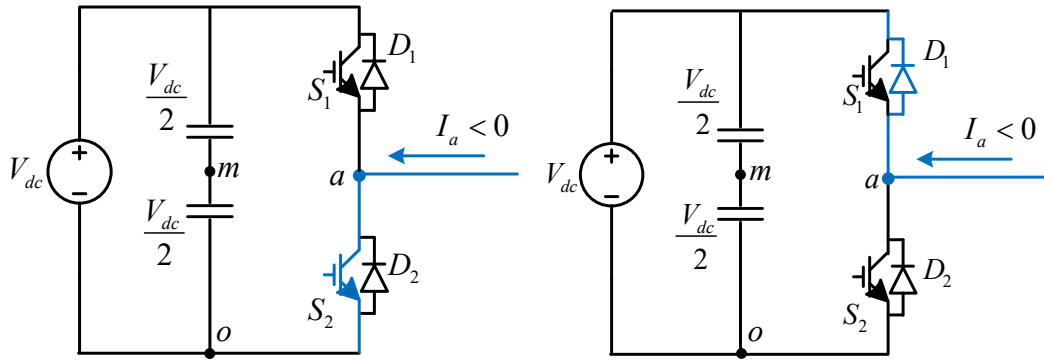 V_dc
+
−
V_dc
2
V_dc
2
m
o
S_1
D_1
a
I_a < 0
S_2
D_2
V_dc
+
−
V_dc
2
V_dc
2
m
o
S_1
D_1
a
I_a < 0
S_2
D_2